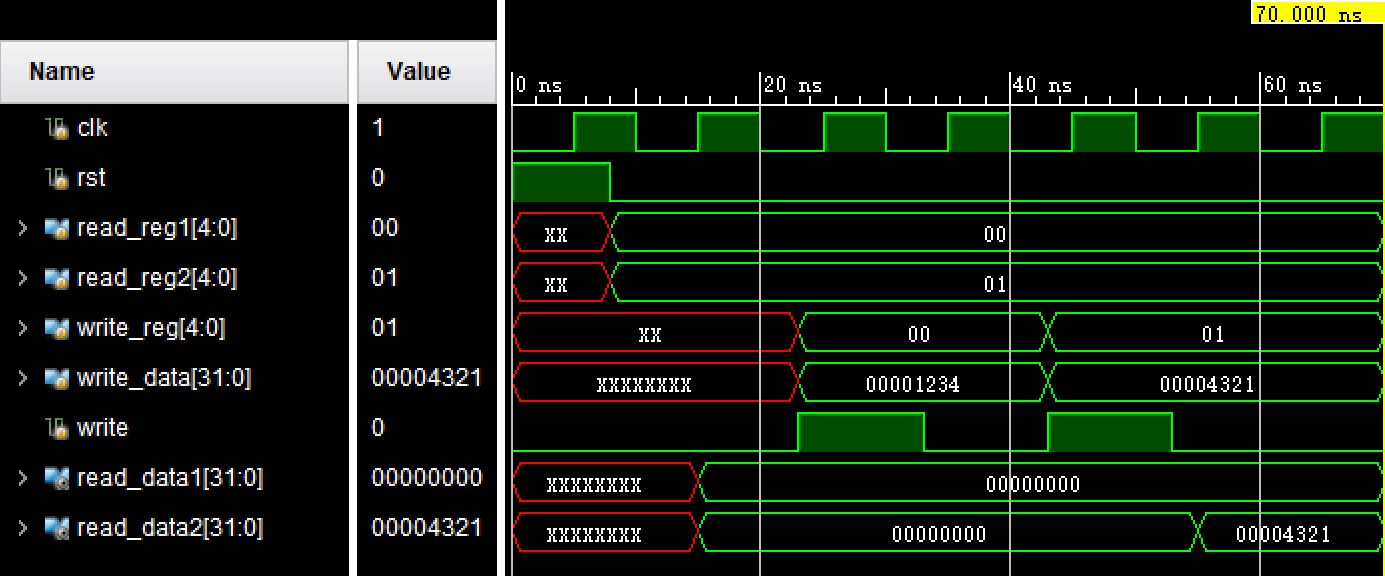 70.000 ns
Name Value
0 ns 20 ns 40 ns 60 ns
clk 1
rst 0
read_reg1[4:0] 00 XX 00
read_reg2[4:0] 01 XX 01
write_reg[4:0] 01 XX 00 01
write_data[31:0] 00004321 XXXXXXXX 00001234 00004321
write 0
read_data1[31:0] 00000000 XXXXXXXX 00000000
read_data2[31:0] 00004321 XXXXXXXX 00000000 00004321